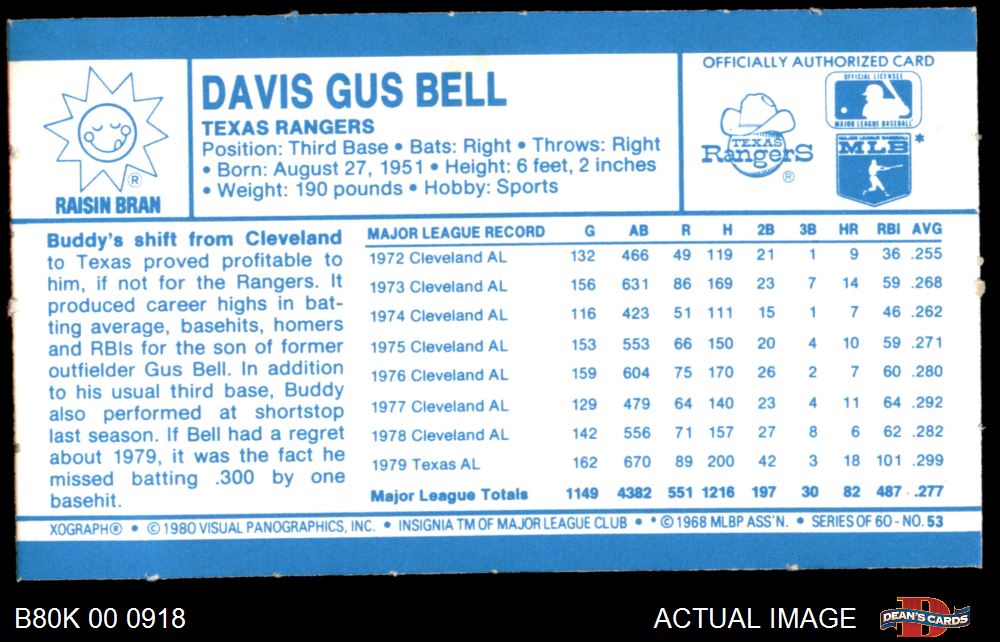 DAVIS GUS BELL
TEXAS RANGERS
Position: Third Base • Bats: Right • Throws: Right
• Born: August 27, 1951 • Height: 6 feet, 2 inches
• Weight: 190 pounds • Hobby: Sports
®
RAISIN BRAN
OFFICIALLY AUTHORIZED CARD
TEXAS
RangerS
®
OFFICIAL LICENSEE
MAJOR LEAGUE BASEBALL
MAJOR LEAGUE BASEBALL
MLB *
Buddy's shift from Cleveland
to Texas proved profitable to
him, if not for the Rangers. It
produced career highs in bat-
ting average, basehits, homers
and RBIs for the son of former
outfielder Gus Bell. In addition
to his usual third base, Buddy
also performed at shortstop
last season. If Bell had a regret
about 1979, it was the fact he
missed batting .300 by one
basehit.
MAJOR LEAGUE RECORD G AB R H 2B 3B HR RBI AVG
1972 Cleveland AL 132 466 49 119 21 1 9 36 .255
1973 Cleveland AL 156 631 86 169 23 7 14 59 .268
1974 Cleveland AL 116 423 51 111 15 1 7 46 .262
1975 Cleveland AL 153 553 66 150 20 4 10 59 .271
1976 Cleveland AL 159 604 75 170 26 2 7 60 .280
1977 Cleveland AL 129 479 64 140 23 4 11 64 .292
1978 Cleveland AL 142 556 71 157 27 8 6 62 .282
1979 Texas AL 162 670 89 200 42 3 18 101 .299
Major League Totals 1149 4382 551 1216 197 30 82 487 .277
XOGRAPH® • © 1980 VISUAL PANOGRAPHICS, INC. • INSIGNIA TM OF MAJOR LEAGUE CLUB • * © 1968 MLBP ASS'N. • SERIES OF 60 - NO. 53
B80K 00 0918
ACTUAL IMAGE
D
DEAN'S CARDS